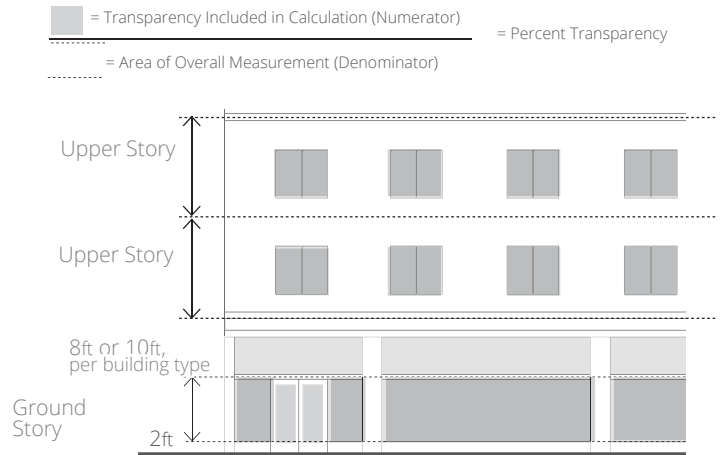 = Transparency Included in Calculation (Numerator)
= Percent Transparency
= Area of Overall Measurement (Denominator)
Upper Story
Upper Story
8ft or 10ft,
per building type
Ground
Story
2ft